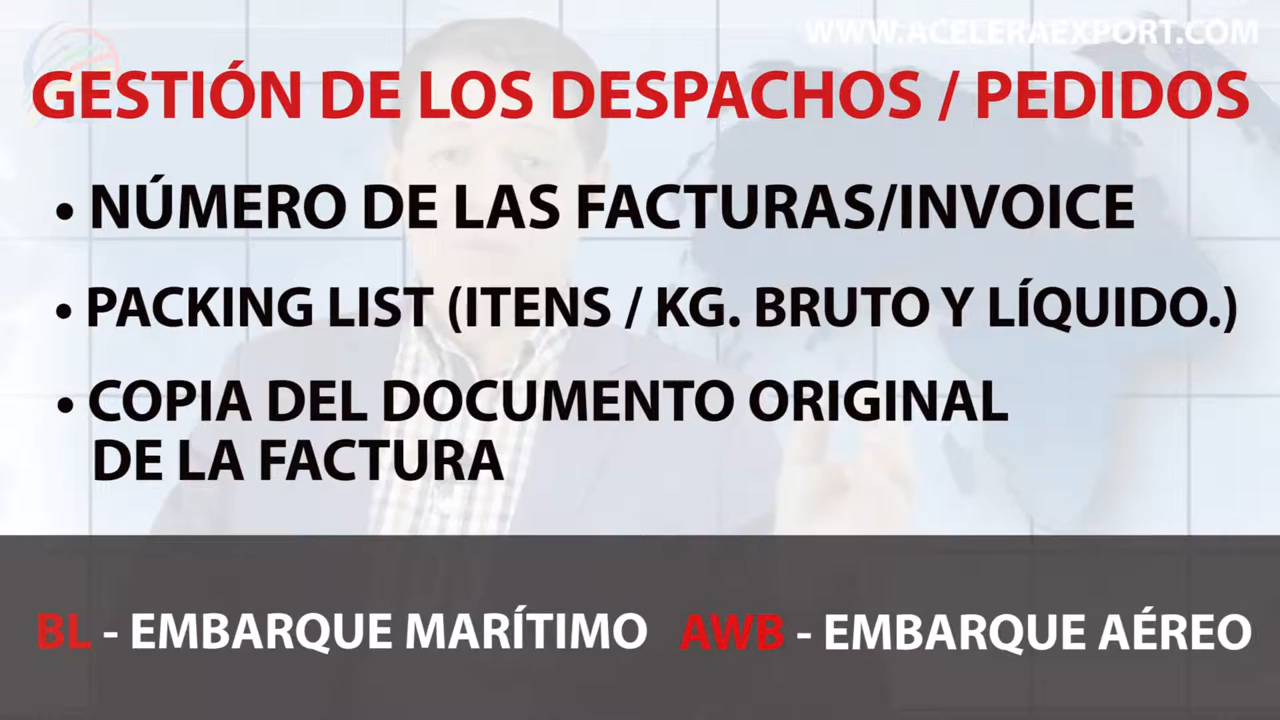 WWW.ACELERAEXPORT.COM
GESTIÓN DE LOS DESPACHOS / PEDIDOS
• NÚMERO DE LAS FACTURAS/INVOICE
• PACKING LIST (ITENS / KG. BRUTO Y LÍQUIDO.)
• COPIA DEL DOCUMENTO ORIGINAL
DE LA FACTURA
BL - EMBARQUE MARÍTIMO AWB - EMBARQUE AÉREO